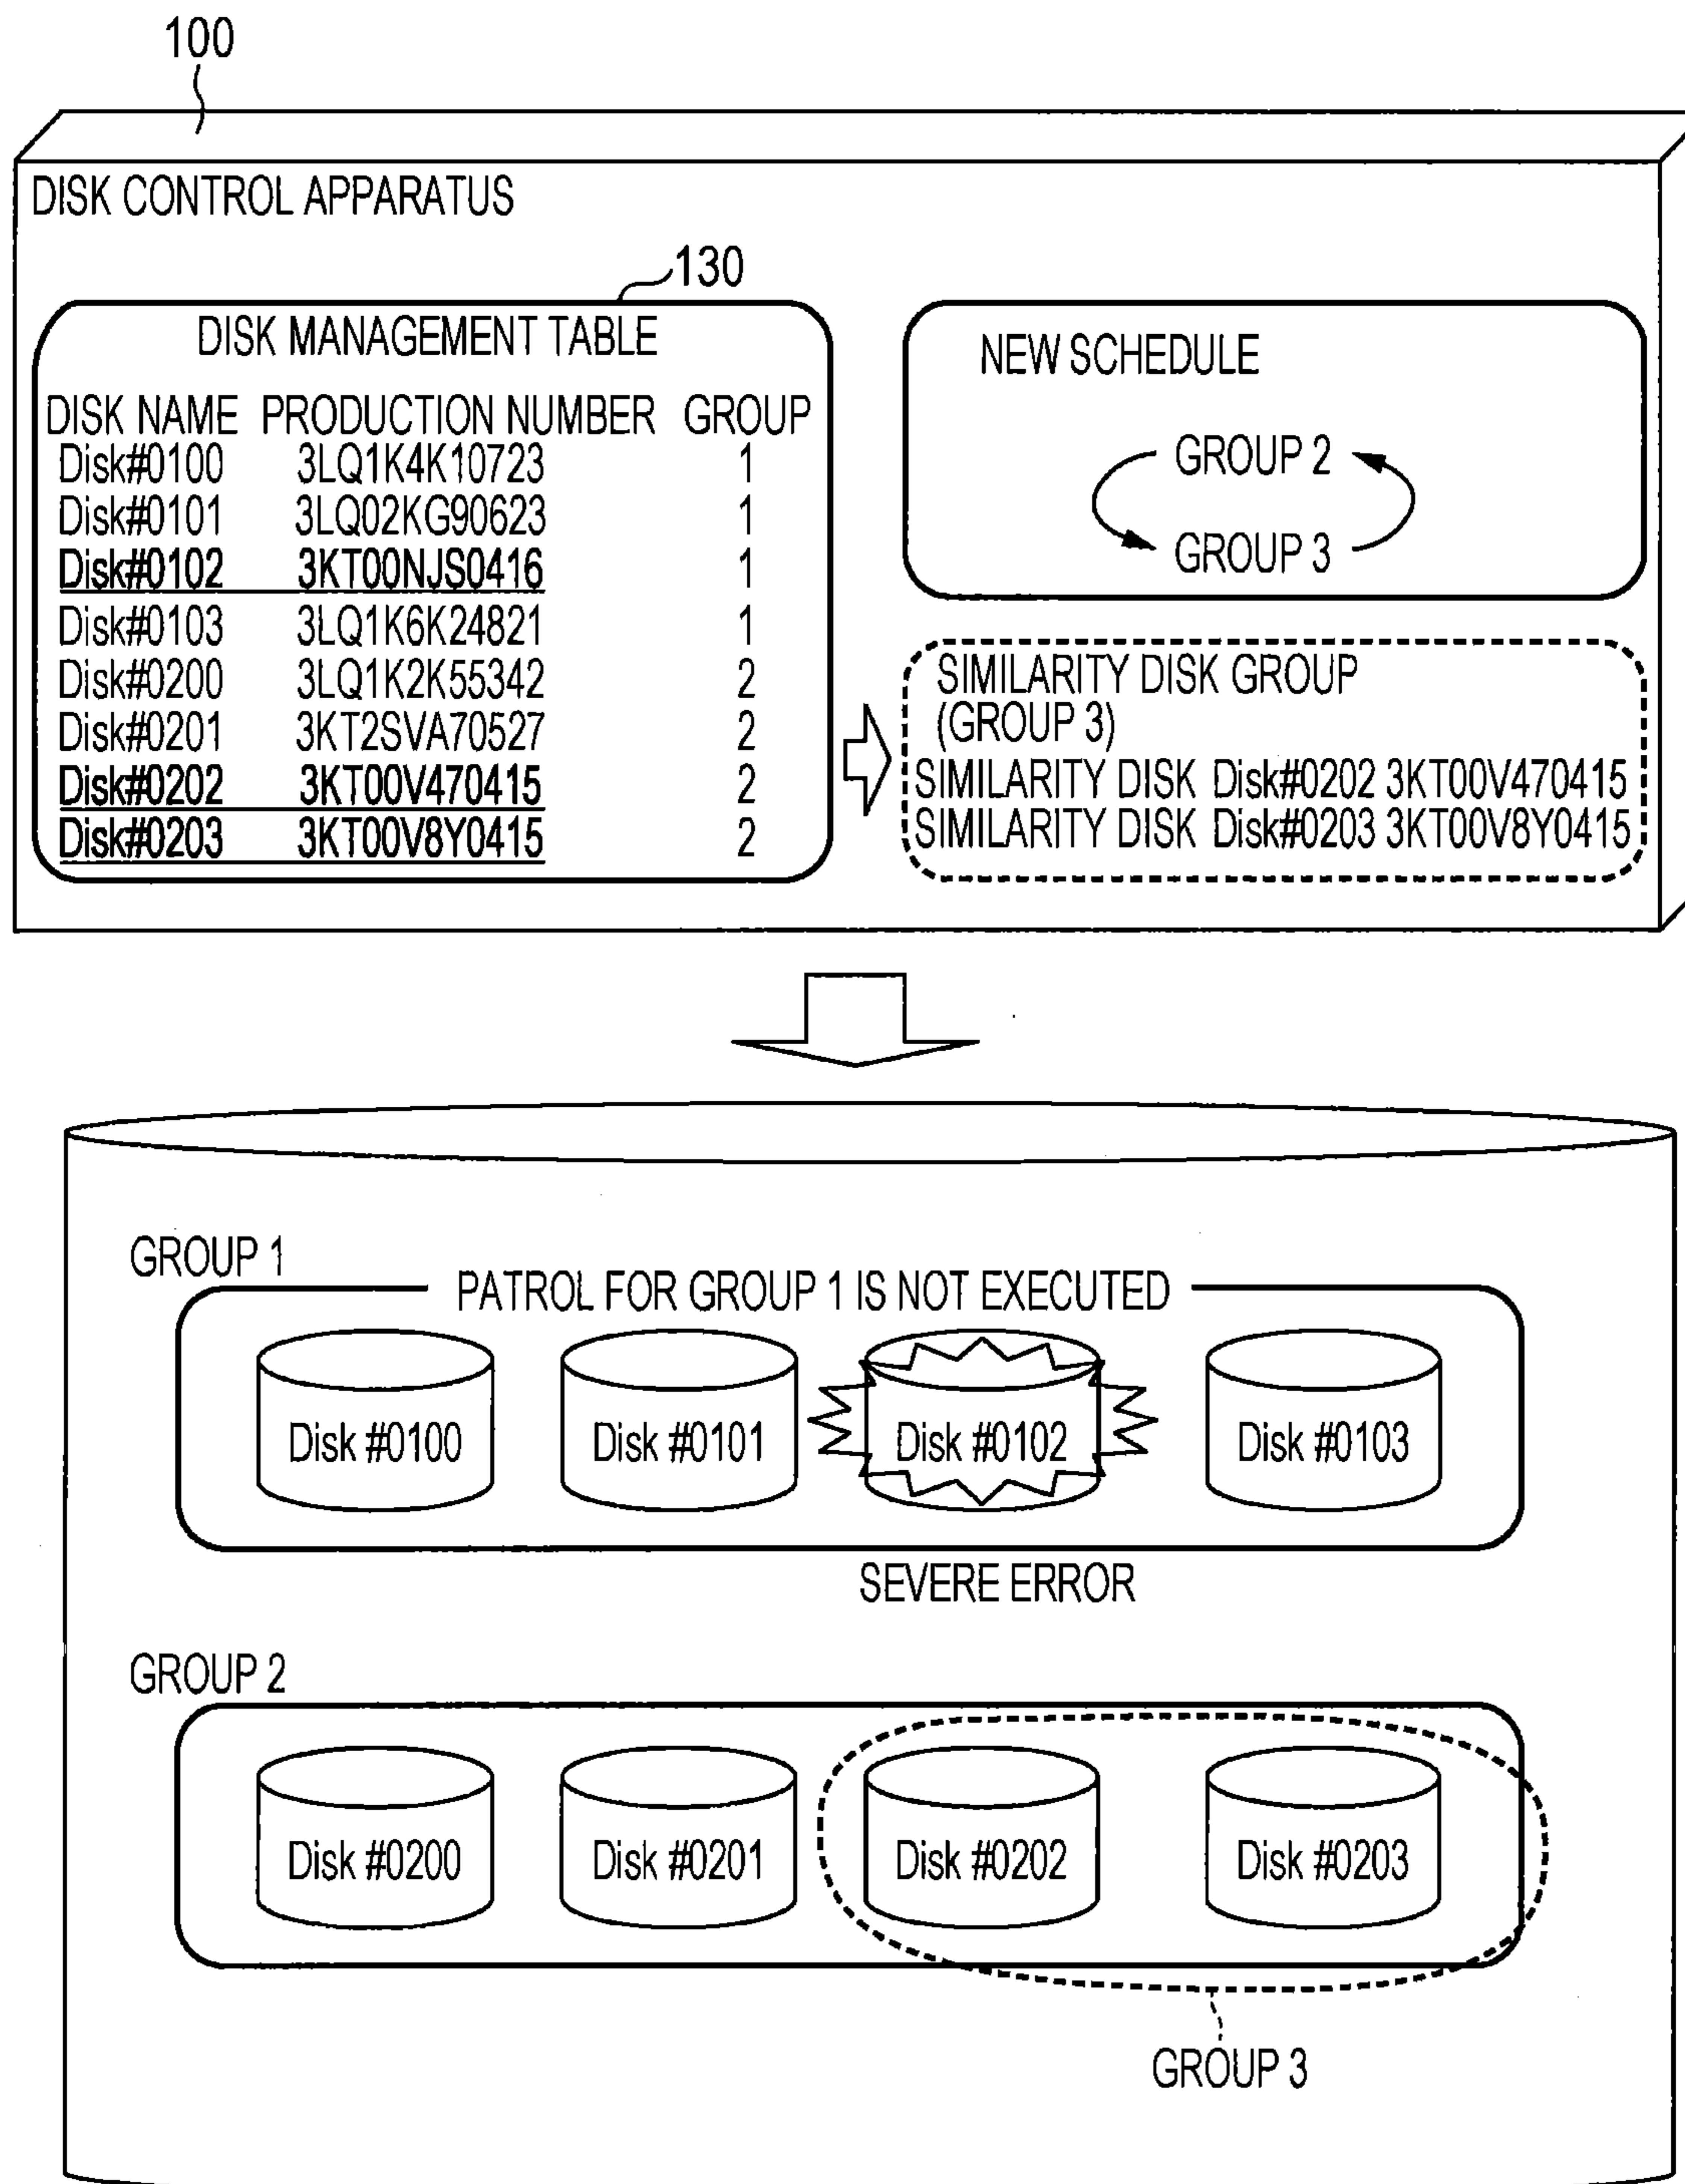 100
DISK CONTROL APPARATUS
130
DISK MANAGEMENT TABLE
DISK NAME PRODUCTION NUMBER GROUP
Disk#0100 3LQ1K4K10723 1
Disk#0101 3LQ02KG90623 1
Disk#0102 3KT00NJS0416 1
Disk#0103 3LQ1K6K24821 1
Disk#0200 3LQ1K2K55342 2
Disk#0201 3KT2SVA70527 2
Disk#0202 3KT00V470415 2
Disk#0203 3KT00V8Y0415 2
NEW SCHEDULE
GROUP 2
GROUP 3
SIMILARITY DISK GROUP
(GROUP 3)
SIMILARITY DISK Disk#0202 3KT00V470415
SIMILARITY DISK Disk#0203 3KT00V8Y0415
GROUP 1
PATROL FOR GROUP 1 IS NOT EXECUTED
Disk #0100 Disk #0101 Disk #0102 Disk #0103
SEVERE ERROR
GROUP 2
Disk #0200 Disk #0201 Disk #0202 Disk #0203
GROUP 3